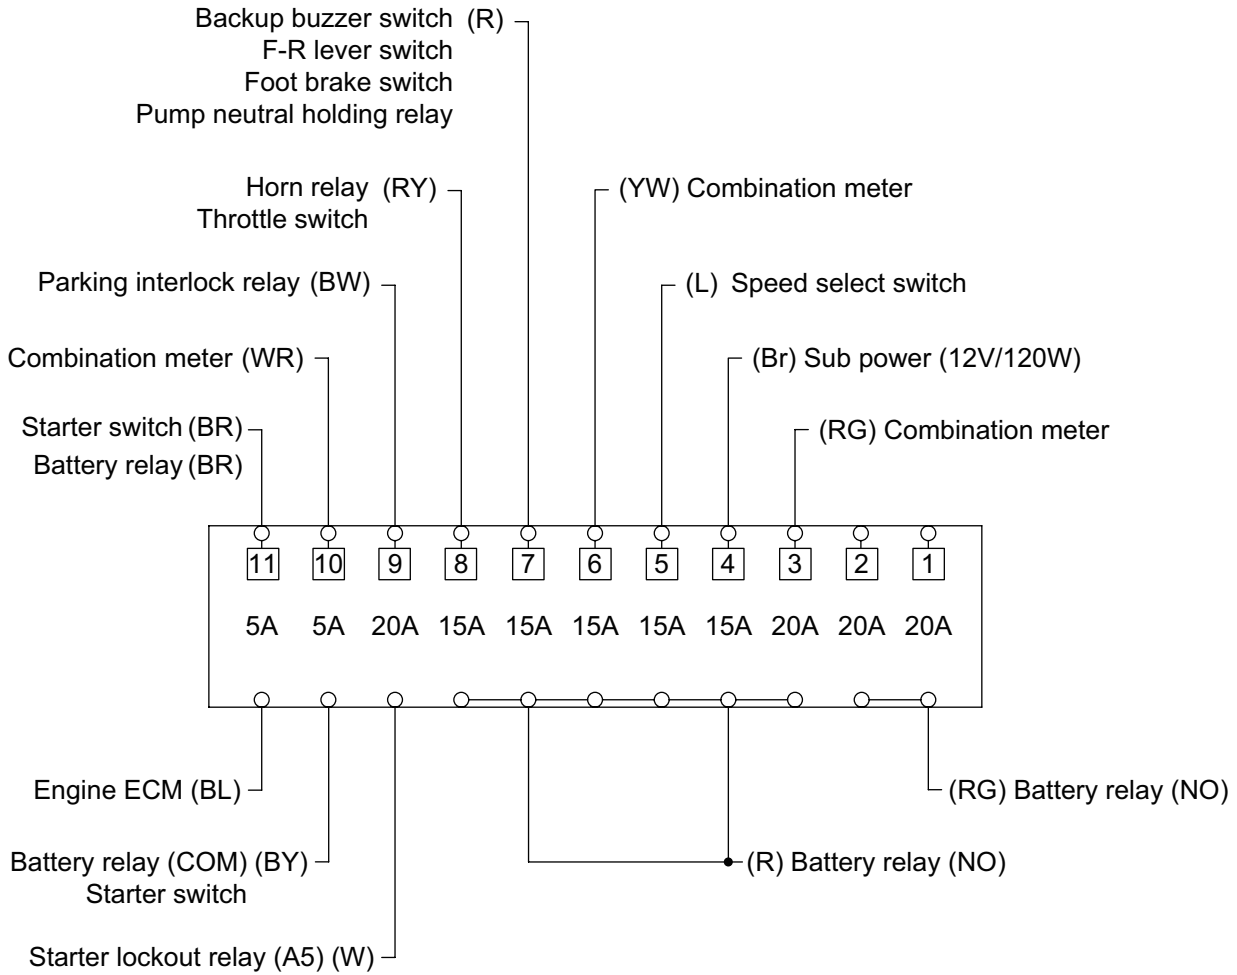 Backup buzzer switch (R)
F-R lever switch
Foot brake switch
Pump neutral holding relay
Horn relay (RY)
Throttle switch
(YW) Combination meter
Parking interlock relay (BW)
(L) Speed select switch
Combination meter (WR)
(Br) Sub power (12V/120W)
Starter switch (BR)
Battery relay (BR)
(RG) Combination meter
11 10 9 8 7 6 5 4 3 2 1
5A 5A 20A 15A 15A 15A 15A 15A 20A 20A 20A
Engine ECM (BL)
(RG) Battery relay (NO)
Battery relay (COM) (BY)
Starter switch
(R) Battery relay (NO)
Starter lockout relay (A5) (W)